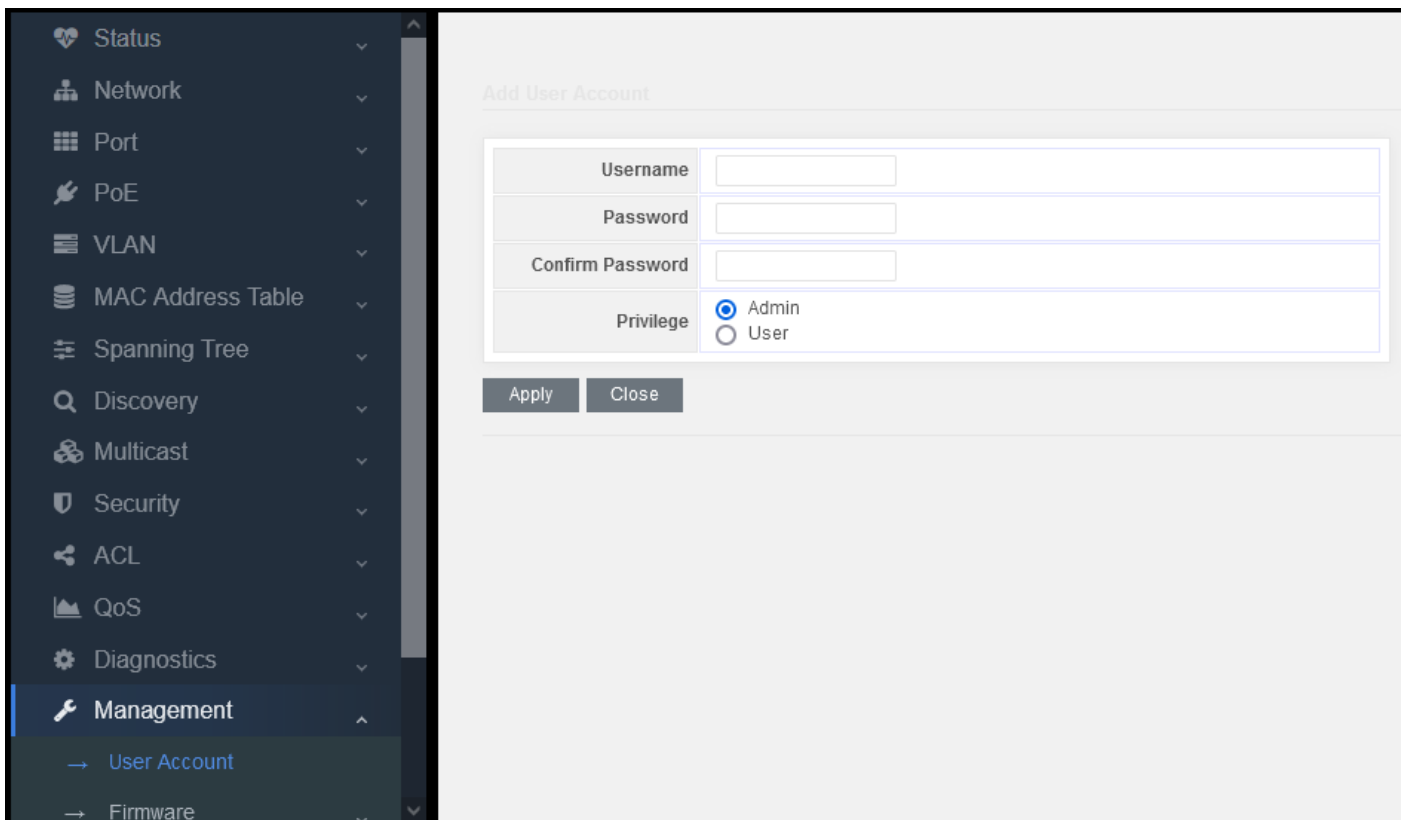 Status
Network
Port
PoE
VLAN
MAC Address Table
Spanning Tree
Discovery
Multicast
Security
ACL
QoS
Diagnostics
Management
→ User Account
→ Firmware
Add User Account
Username
Password
Confirm Password
Privilege
Admin
User
Apply
Close